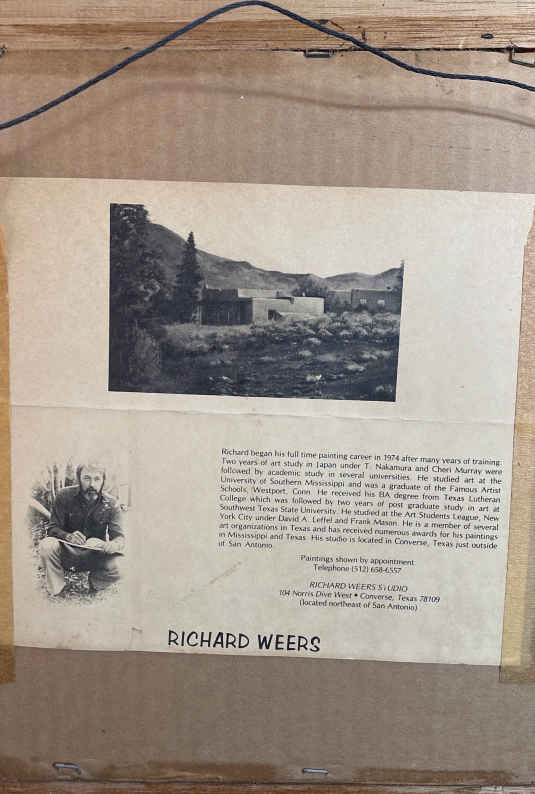 Richard began his full time painting career in 1974 after many years of training.
Two years of art study in Japan under T. Nakamura and Cheri Murray were
followed by academic study in several universities. He studied art at the
University of Southern Mississippi and was a graduate of the Famous Artist
Schools, Westport, Conn. He received his BA degree from Texas Lutheran
College which was followed by two years of post graduate study in art at
Southwest Texas State University. He studied at the Art Students League, New
York City under David A. Leffel and Frank Mason. He is a member of several
art organizations in Texas and has received numerous awards for his paintings
in Mississippi and Texas. His studio is located in Converse, Texas just outside
of San Antonio.
Paintings shown by appointment
Telephone (512) 658-6557
RICHARD WEERS STUDIO
104 Norris Dive West • Converse, Texas 78109
(located northeast of San Antonio)
RICHARD WEERS